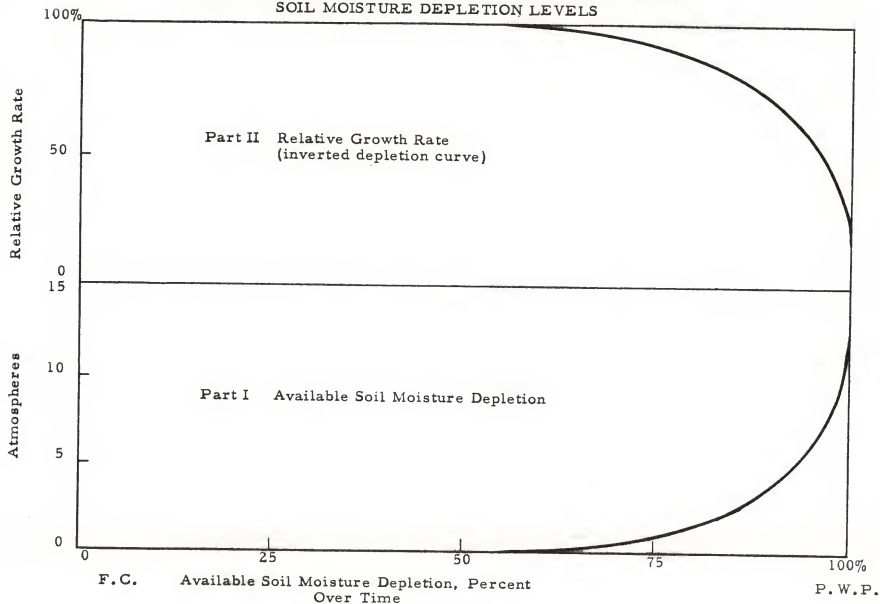 SOIL MOISTURE DEPLETION LEVELS
100%
Relative Growth Rate
50
0
Part II Relative Growth Rate
(inverted depletion curve)
15
10
5
0
Atmospheres
Part I Available Soil Moisture Depletion
0 25 50 75 100%
F.C. Available Soil Moisture Depletion, Percent P.W.P.
Over Time